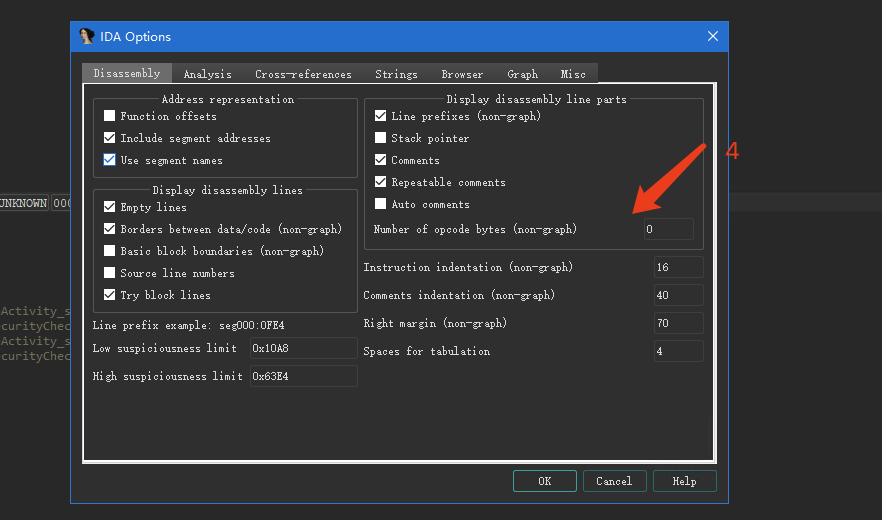 IDA Options
Disassembly Analysis Cross-references Strings Browser Graph Misc
Address representation
Function offsets
Include segment addresses
Use segment names
Display disassembly lines
Empty lines
Borders between data/code (non-graph)
Basic block boundaries (non-graph)
Source line numbers
Try block lines
Line prefix example: seg000:0FE4
Low suspiciousness limit 0x10A8
High suspiciousness limit 0x63E4
Display disassembly line parts
Line prefixes (non-graph)
Stack pointer
Comments
Repeatable comments
Auto comments
Number of opcode bytes (non-graph) 0
4
Instruction indentation (non-graph) 16
Comments indentation (non-graph) 40
Right margin (non-graph) 70
Spaces for tabulation 4
OK Cancel Help
UNKNOWN 000
Activity_s
curityChec
Activity_s
curityChec